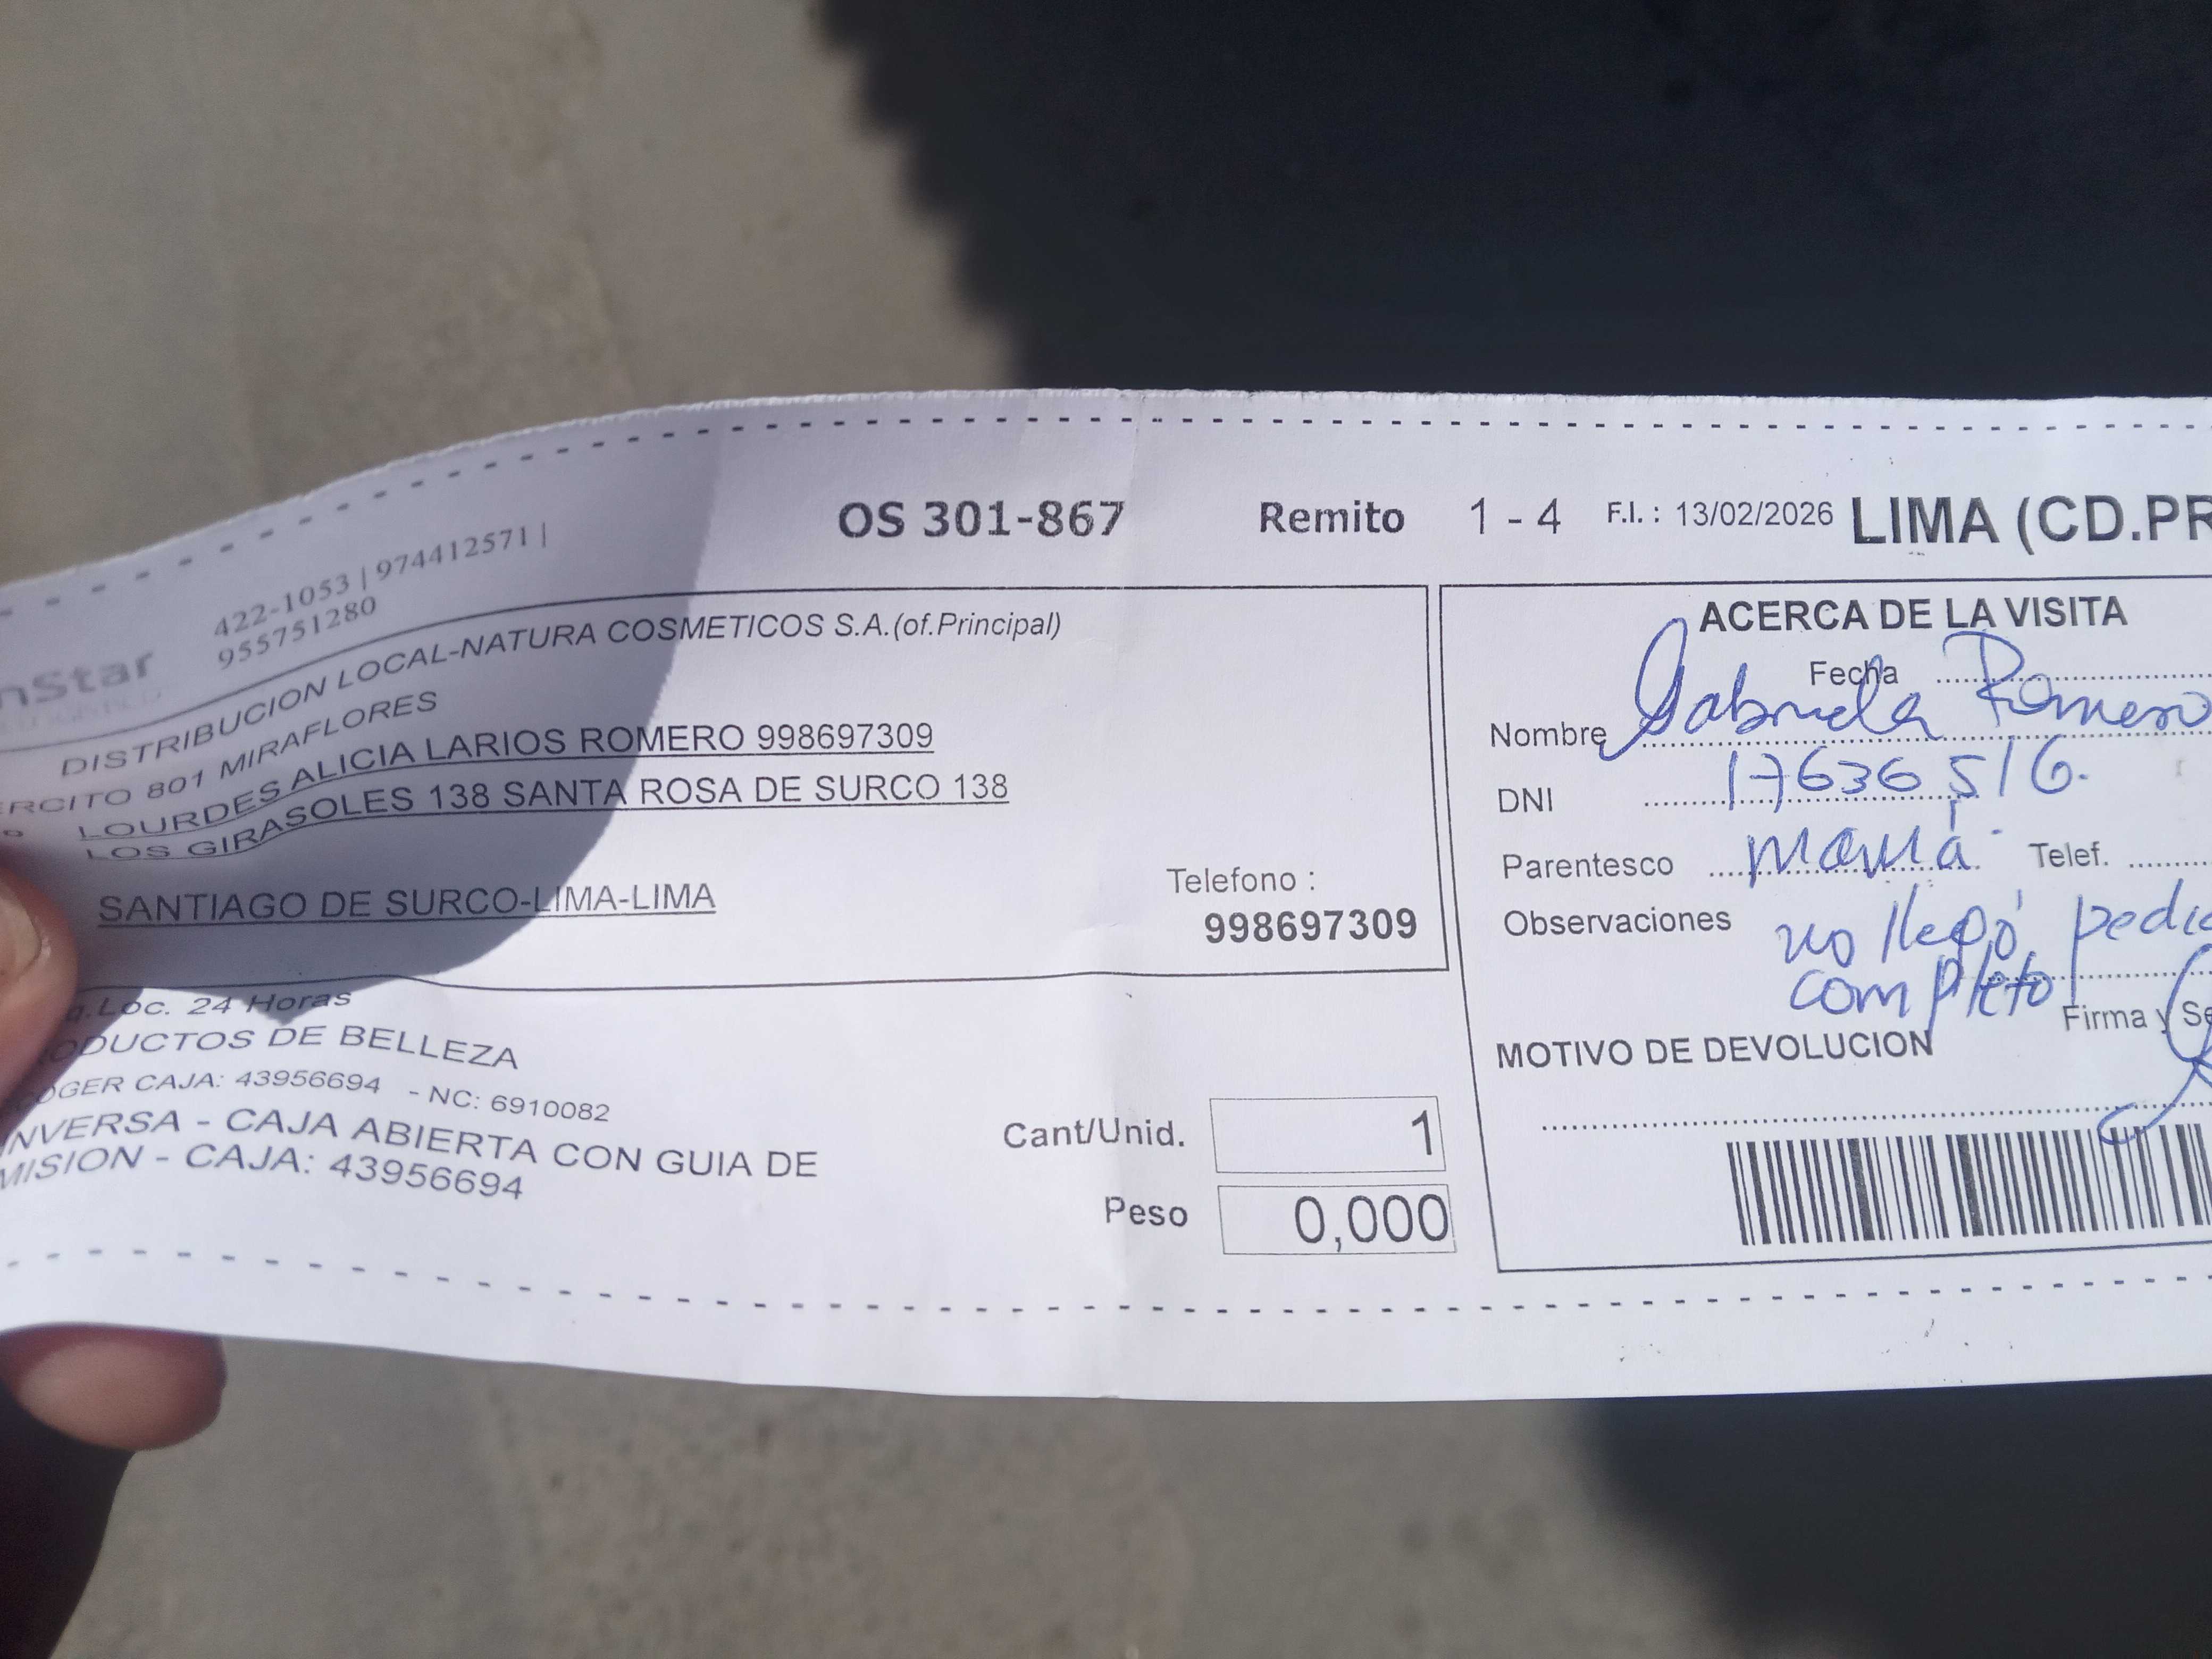 422-1053 | 974412571 |
955751280
nStar
OS 301-867 Remito 1 - 4 F.I. : 13/02/2026 LIMA (CD.PR
DISTRIBUCION LOCAL-NATURA COSMETICOS S.A.(of.Principal)
ERCITO 801 MIRAFLORES
LOURDES ALICIA LARIOS ROMERO 998697309
LOS GIRASOLES 138 SANTA ROSA DE SURCO 138
SANTIAGO DE SURCO-LIMA-LIMA
Telefono :
998697309
q.Loc. 24 Horas
ODUCTOS DE BELLEZA
OGER CAJA: 43956694 - NC: 6910082
NVERSA - CAJA ABIERTA CON GUIA DE
MISION - CAJA: 43956694
Cant/Unid. 1
Peso 0,000
ACERCA DE LA VISITA
Fecha
Nombre Gabriela Romero
DNI 17636516.
Parentesco mamá Telef.
Observaciones no llegó pedid
completo
Firma y Se
MOTIVO DE DEVOLUCION